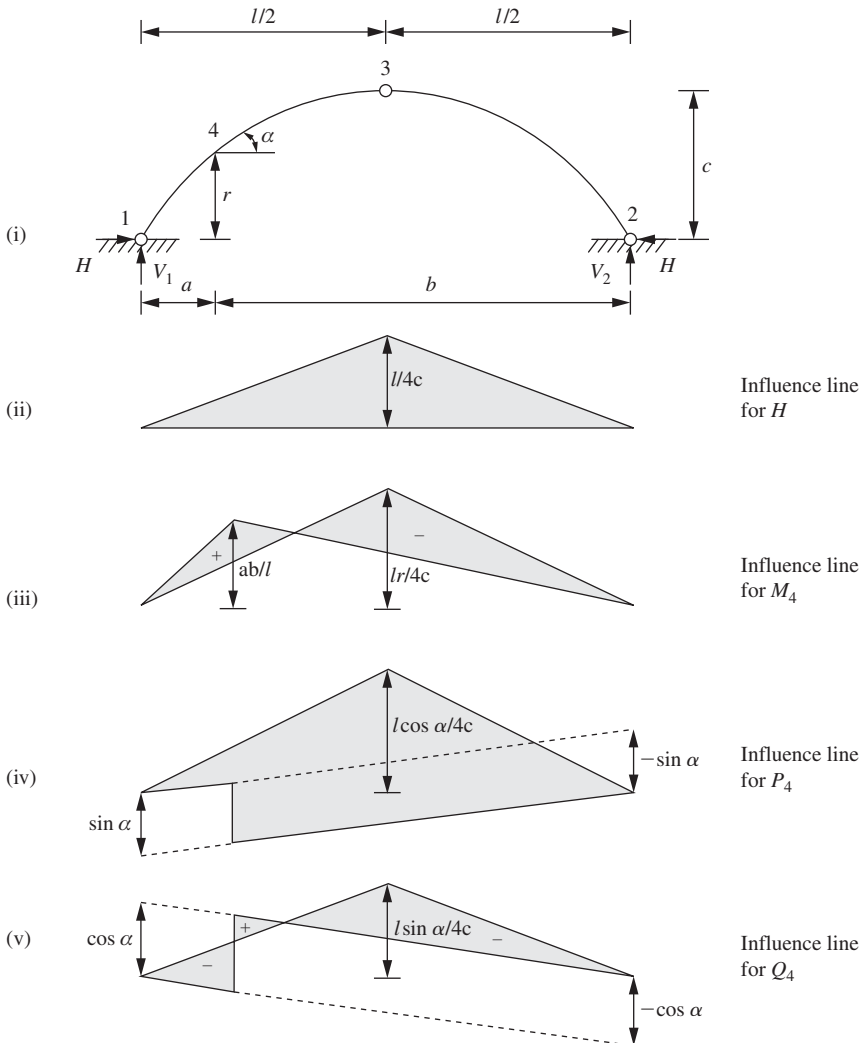 l/2 l/2
3
4
α
r
c
1
2
(i)
H V₁ V₂ H
a b
l/4c
Influence line
for H
(ii)
+ −
ab/l lr/4c
Influence line
for M₄
(iii)
l cos α/4c
−sin α
Influence line
for P₄
(iv)
sin α
cos α
+ l sin α/4c
− −
Influence line
for Q₄
(v)
−cos α